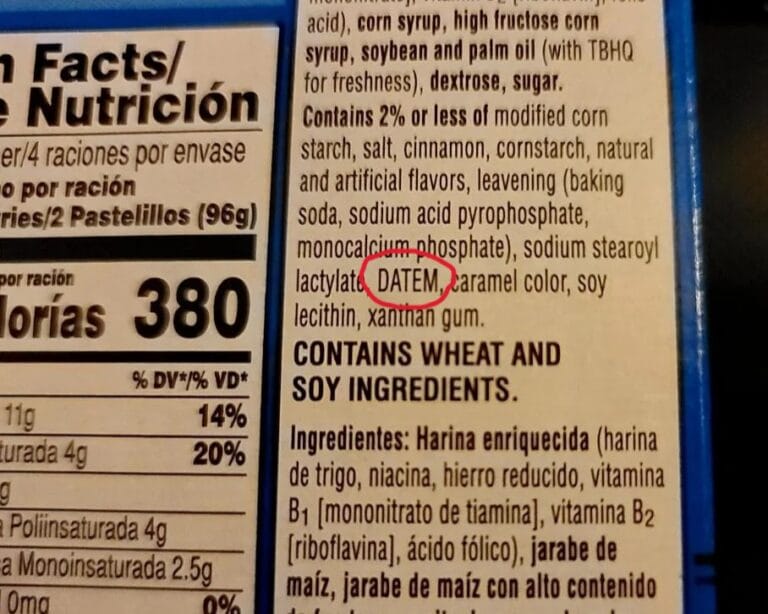 n Facts/
e Nutrición
er/4 raciones por envase
o por ración
ries/2 Pastelillos (96g)
por ración
lorías 380
% DV*/% VD*
11g 14%
turada 4g 20%
g
a Poliinsaturada 4g
a Monoinsaturada 2.5g
0mg 0%
acid), corn syrup, high fructose corn
syrup, soybean and palm oil (with TBHQ
for freshness), dextrose, sugar.
Contains 2% or less of modified corn
starch, salt, cinnamon, cornstarch, natural
and artificial flavors, leavening (baking
soda, sodium acid pyrophosphate,
monocalcium phosphate), sodium stearoyl
lactylate, DATEM, caramel color, soy
lecithin, xanthan gum.
CONTAINS WHEAT AND
SOY INGREDIENTS.
Ingredientes: Harina enriquecida (harina
de trigo, niacina, hierro reducido, vitamina
B1 [mononitrato de tiamina], vitamina B2
[riboflavina], ácido fólico), jarabe de
maíz, jarabe de maíz con alto contenido